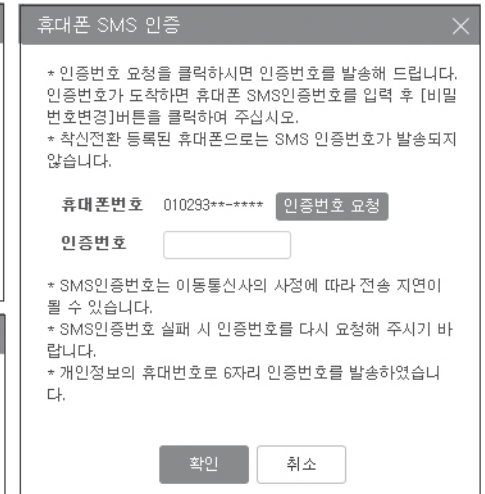 휴대폰 SMS 인증
* 인증번호 요청을 클릭하시면 인증번호를 발송해 드립니다.
인증번호가 도착하면 휴대폰 SMS인증번호를 입력 후 [비밀
번호변경]버튼을 클릭하여 주십시오.
* 착신전환 등록된 휴대폰으로는 SMS 인증번호가 발송되지
않습니다.
휴대폰번호 010293**-**** 인증번호 요청
인증번호
* SMS인증번호는 이동통신사의 사정에 따라 전송 지연이
될 수 있습니다.
* SMS인증번호 실패 시 인증번호를 다시 요청해 주시기 바
랍니다.
* 개인정보의 휴대번호로 6자리 인증번호를 발송하였습니
다.
확인 취소